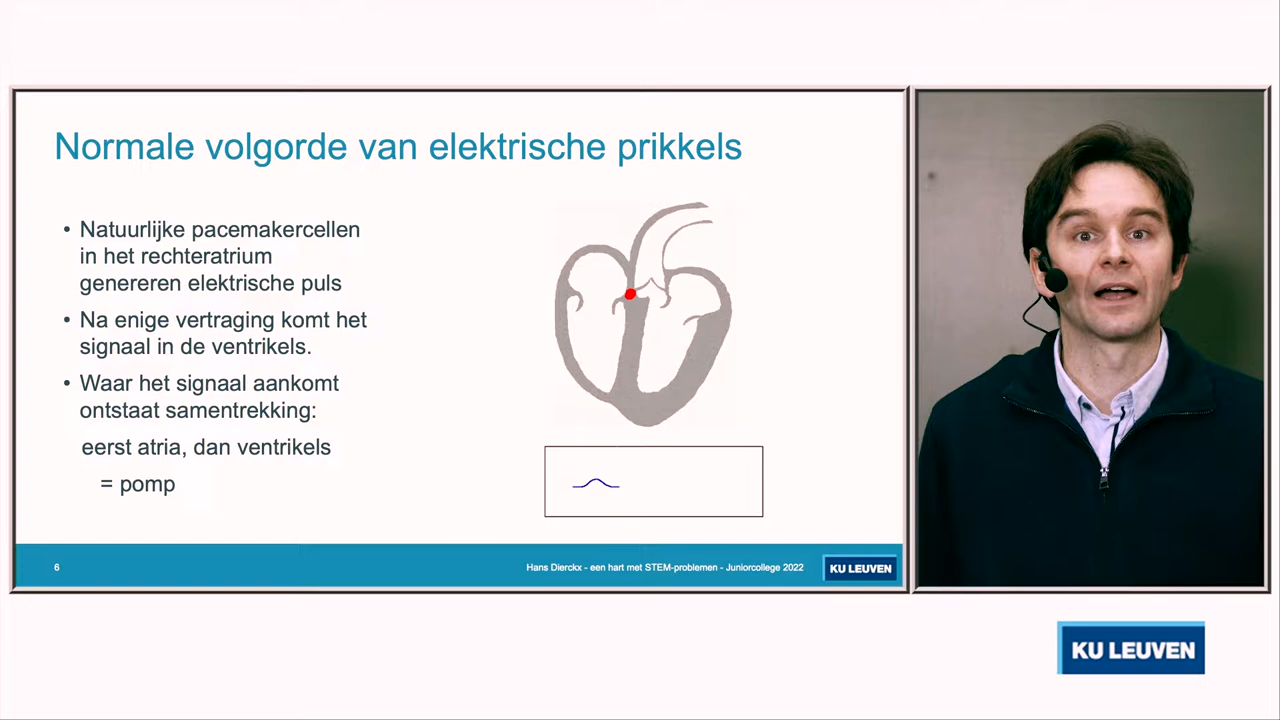 Normale volgorde van elektrische prikkels
• Natuurlijke pacemakercellen
in het rechteratrium
genereren elektrische puls
• Na enige vertraging komt het
signaal in de ventrikels.
• Waar het signaal aankomt
ontstaat samentrekking:
eerst atria, dan ventrikels
= pomp
6
Hans Dierckx - een hart met STEM-problemen - Juniorcollege 2022
KU LEUVEN
KU LEUVEN